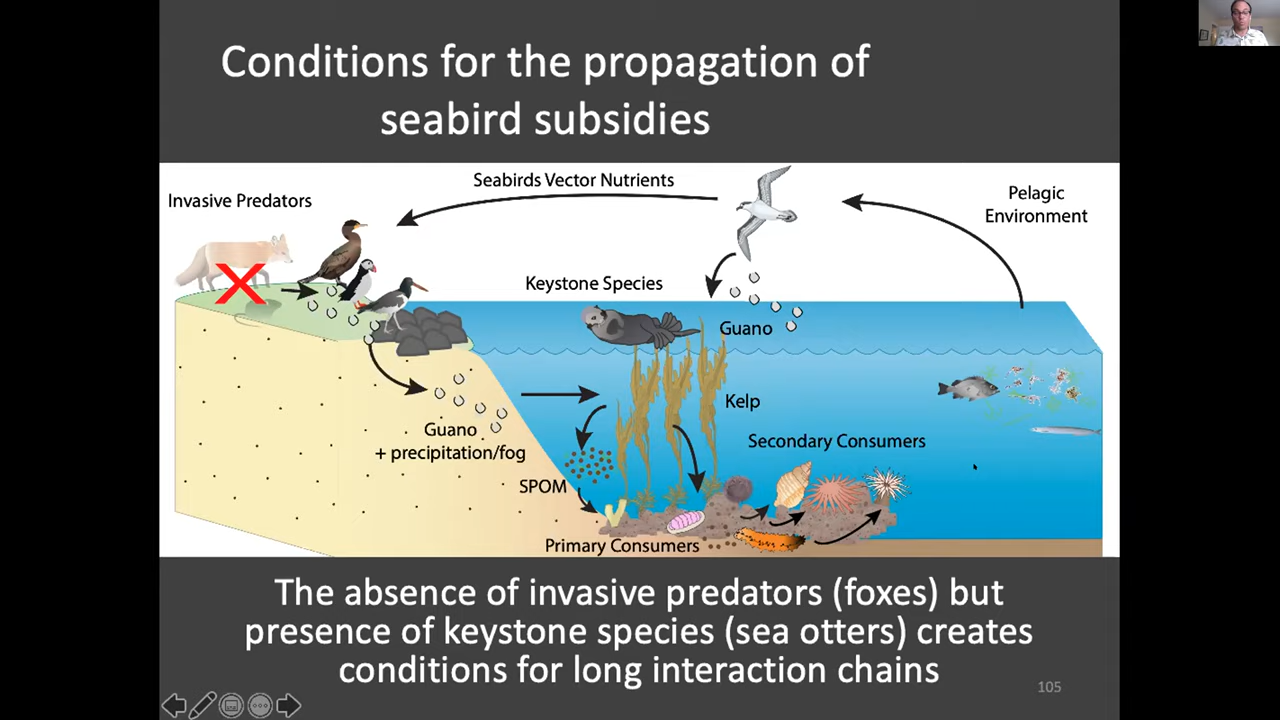 Conditions for the propagation of
seabird subsidies
Seabirds Vector Nutrients
Invasive Predators
Pelagic
Environment
Keystone Species
Guano
Kelp
Guano
+ precipitation/fog
Secondary Consumers
SPOM
Primary Consumers
The absence of invasive predators (foxes) but
presence of keystone species (sea otters) creates
conditions for long interaction chains
105